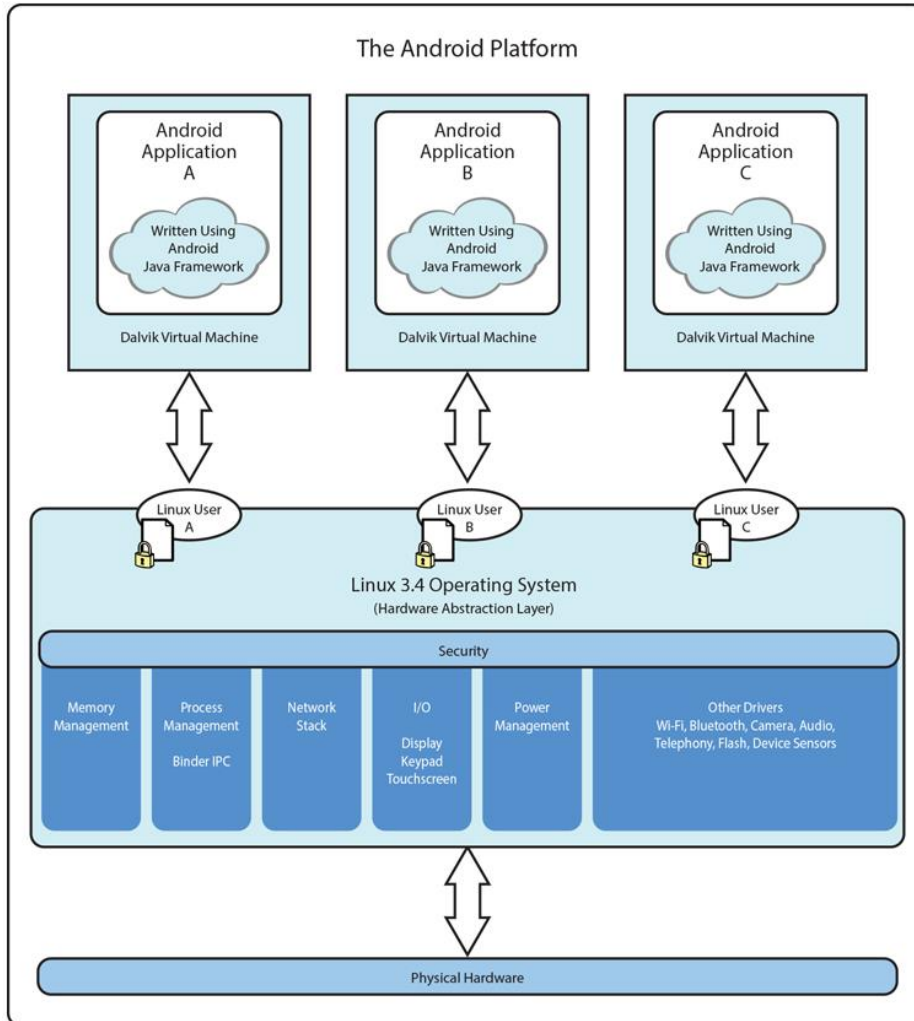 The Android Platform
Android
Application
A
Written Using
Android
Java Framework
Dalvik Virtual Machine
Android
Application
B
Written Using
Android
Java Framework
Dalvik Virtual Machine
Android
Application
C
Written Using
Android
Java Framework
Dalvik Virtual Machine
Linux User
A
Linux User
B
Linux User
C
Linux 3.4 Operating System
(Hardware Abstraction Layer)
Security
Memory
Management
Process
Management
Binder IPC
Network
Stack
I/O
Display
Keypad
Touchscreen
Power
Management
Other Drivers
Wi-Fi, Bluetooth, Camera, Audio,
Telephony, Flash, Device Sensors
Physical Hardware